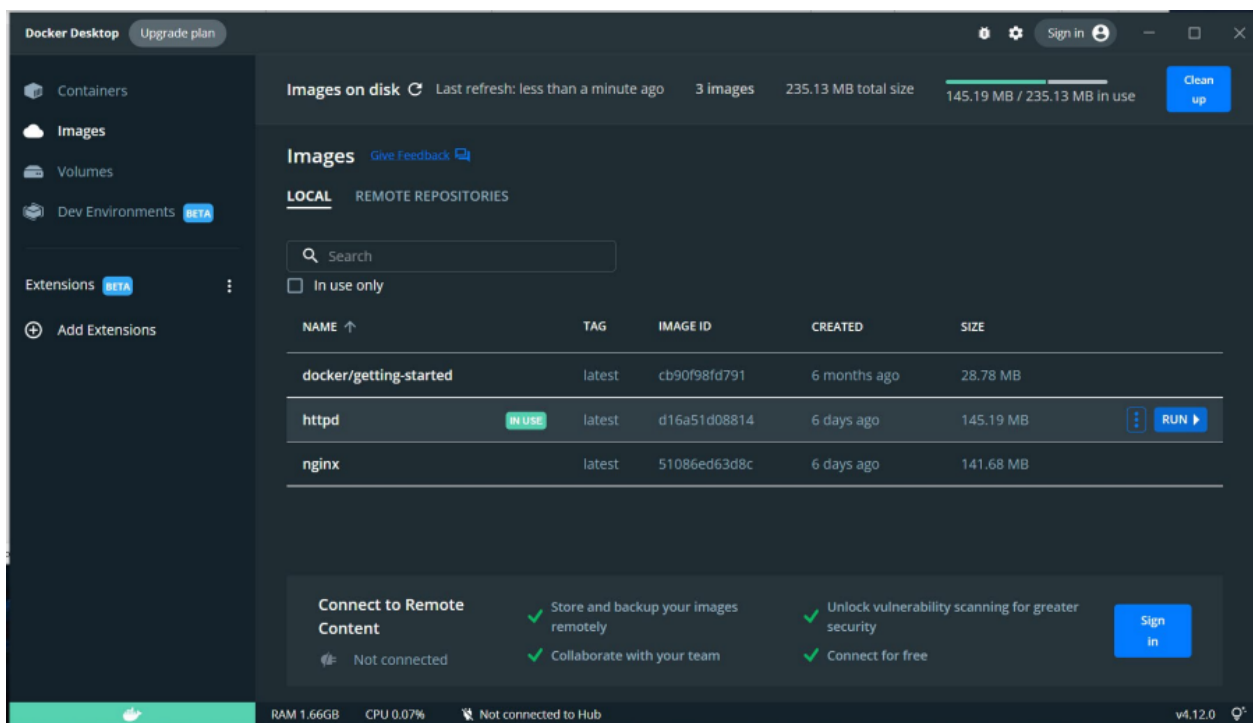 Docker Desktop Upgrade plan Sign in
Containers
Images
Volumes
Dev Environments BETA
Extensions BETA
Add Extensions
Images on disk Last refresh: less than a minute ago 3 images 235.13 MB total size 145.19 MB / 235.13 MB in use
Clean
up
Images Give Feedback
LOCAL REMOTE REPOSITORIES
Search
In use only
NAME TAG IMAGE ID CREATED SIZE
docker/getting-started latest cb90f98fd791 6 months ago 28.78 MB
httpd IN USE latest d16a51d08814 6 days ago 145.19 MB RUN
nginx latest 51086ed63d8c 6 days ago 141.68 MB
Connect to Remote
Content
Not connected
Store and backup your images
remotely
Collaborate with your team
Unlock vulnerability scanning for greater
security
Connect for free
Sign
in
RAM 1.66GB CPU 0.07% Not connected to Hub v4.12.0